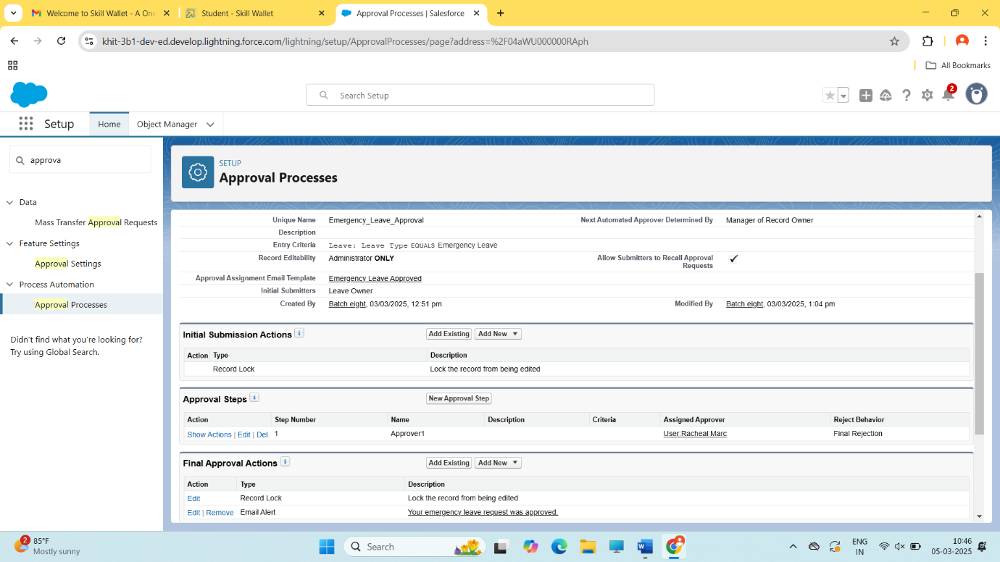 Welcome to Skill Wallet - A One
Student - Skill Wallet
Approval Processes | Salesforce
khit-3b1-dev-ed.develop.lightning.force.com/lightning/setup/ApprovalProcesses/page?address=%2F04aWU000000RAph
All Bookmarks
Search Setup
2
Setup
Home
Object Manager
approva
Data
Mass Transfer Approval Requests
Feature Settings
Approval Settings
Process Automation
Approval Processes
Didn't find what you're looking for?
Try using Global Search.
SETUP
Approval Processes
Unique Name Emergency_Leave_Approval Next Automated Approver Determined By Manager of Record Owner
Description
Entry Criteria Leave: Leave Type EQUALS Emergency Leave
Record Editability Administrator ONLY Allow Submitters to Recall Approval
Requests
Approval Assignment Email Template Emergency Leave Approved
Initial Submitters Leave Owner
Created By Batch eight, 03/03/2025, 12:51 pm Modified By Batch eight, 03/03/2025, 1:04 pm
Initial Submission Actions i Add Existing Add New
Action Type Description
Record Lock Lock the record from being edited
Approval Steps i New Approval Step
Action Step Number Name Description Criteria Assigned Approver Reject Behavior
Show Actions | Edit | Del 1 Approver1 User:Racheal Marc Final Rejection
Final Approval Actions i Add Existing Add New
Action Type Description
Edit Record Lock Lock the record from being edited
Edit | Remove Email Alert Your emergency leave request was approved.
2
85°F
Mostly sunny
Search
ENG
IN
10:46
05-03-2025